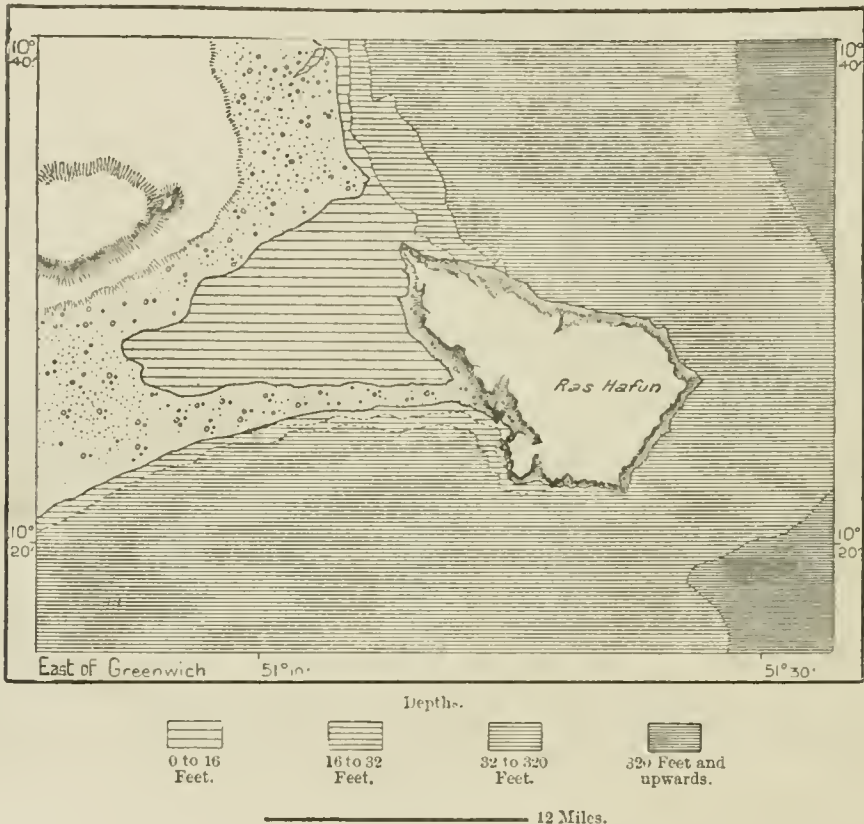 10°
40′
10°
40′
Ras Hafun
10°
20′
10°
20′
East of Greenwich
51°10′
51°30′
Depths.
0 to 16
Feet.
16 to 32
Feet.
32 to 320
Feet.
320 Feet and
upwards.
12 Miles.